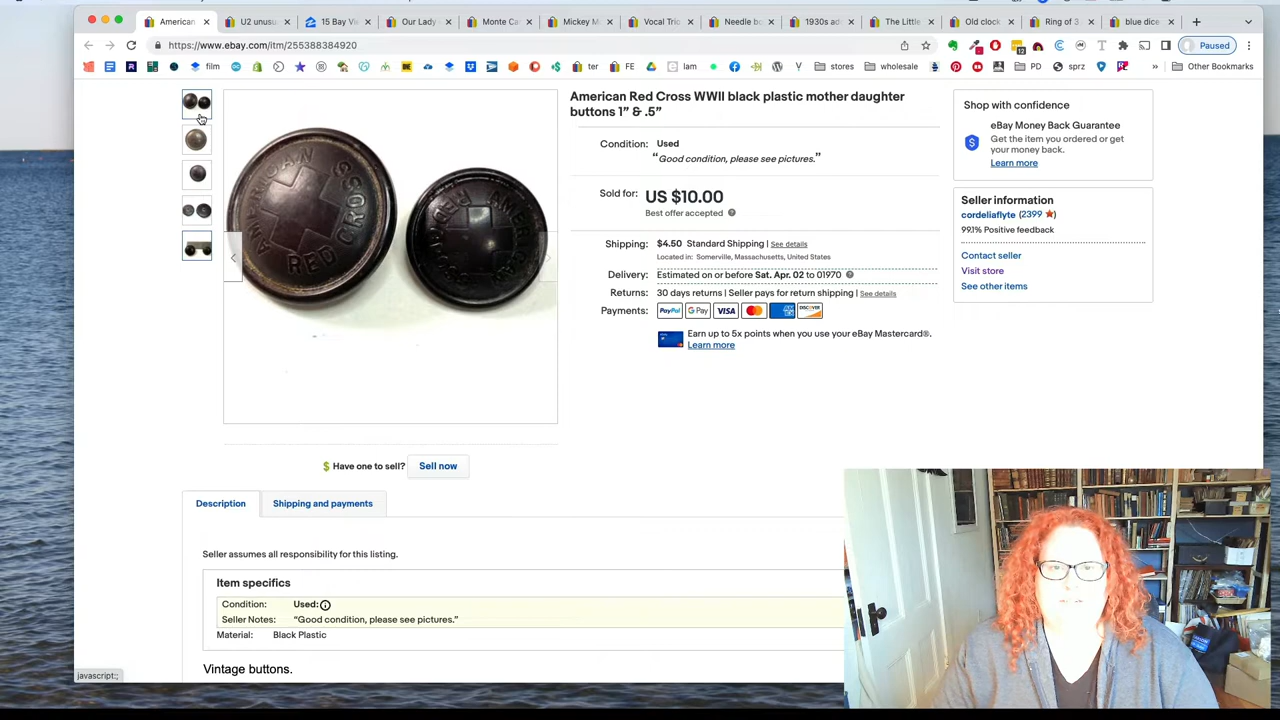 American
U2 unusu
15 Bay Vi
Our Lady
Monte Ca
Mickey M
Vocal Tric
Needle bo
1930s ad
The Little
Old clock
Ring of 3
blue dice
https://www.ebay.com/itm/255388384920
Paused
film
ter
FE
lam
stores
wholesale
PD
sprz
Other Bookmarks
American Red Cross WWII black plastic mother daughter
buttons 1” & .5”
Condition: Used
“Good condition, please see pictures.”
Sold for: US $10.00
Best offer accepted
Shipping: $4.50 Standard Shipping | See details
Located in: Somerville, Massachusetts, United States
Delivery: Estimated on or before Sat. Apr. 02 to 01970
Returns: 30 days returns | Seller pays for return shipping | See details
Payments: PayPal G Pay VISA
DISCOVER
Earn up to 5x points when you use your eBay Mastercard®.
Learn more
Shop with confidence
eBay Money Back Guarantee
Get the item you ordered or get
your money back.
Learn more
Seller information
cordeliaflyte (2399)
99.1% Positive feedback
Contact seller
Visit store
See other items
RED
CROSS
$ Have one to sell? Sell now
Description
Shipping and payments
Seller assumes all responsibility for this listing.
Item specifics
Condition: Used:
Seller Notes: “Good condition, please see pictures.”
Material: Black Plastic
Vintage buttons.
javascript:;